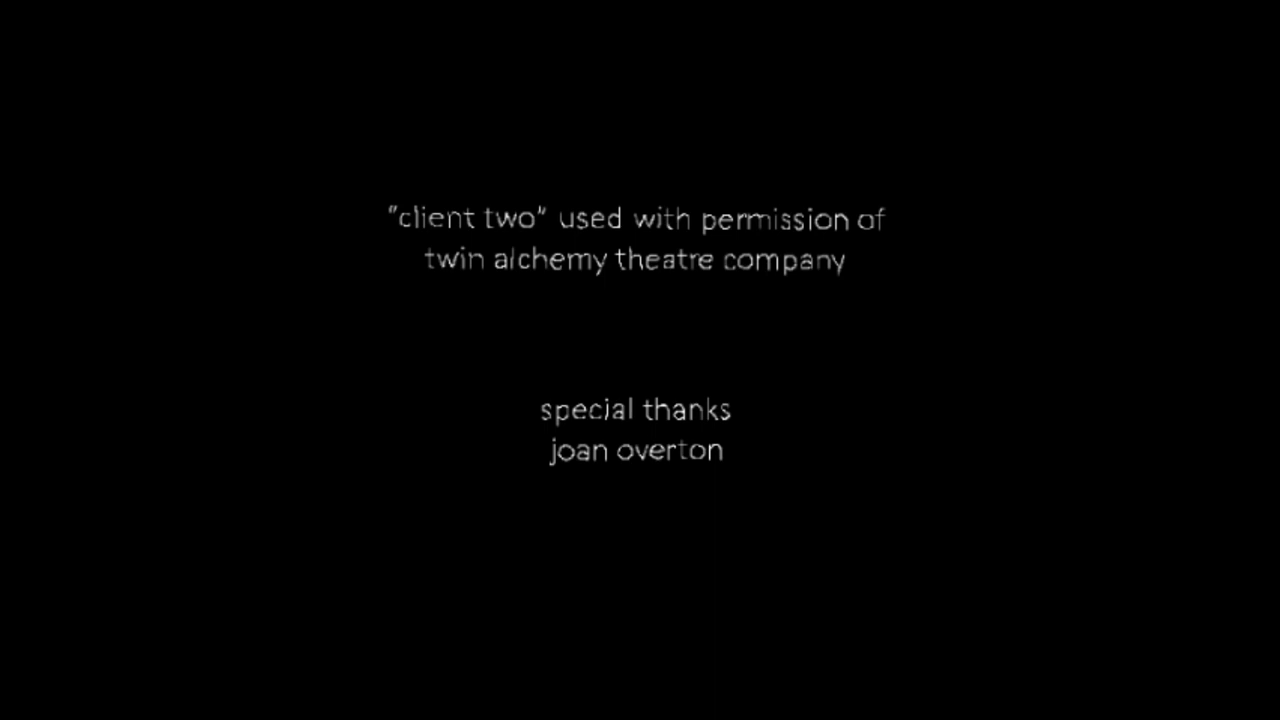 "client two" used with permission of
twin alchemy theatre company
special thanks
joan overton